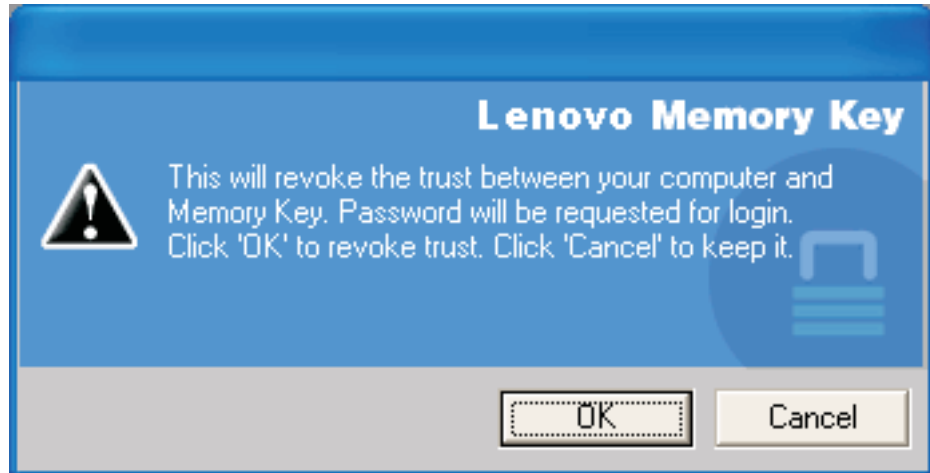 Lenovo Memory Key
This will revoke the trust between your computer and
Memory Key. Password will be requested for login.
Click 'OK' to revoke trust. Click 'Cancel' to keep it.
OK
Cancel